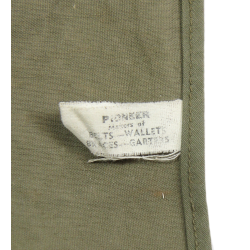 PIONEER
Makers of
BELTS—WALLETS
BRACES—GARTERS